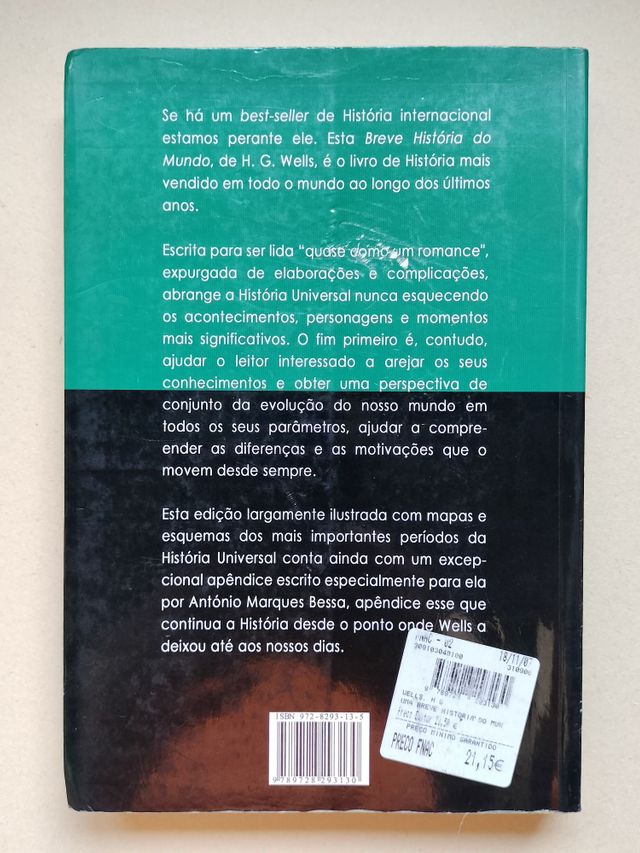 Se há um best-seller de História internacional
estamos perante ele. Esta Breve História do
Mundo, de H. G. Wells, é o livro de História mais
vendido em todo o mundo ao longo dos últimos
anos.
Escrita para ser lida “quase como um romance”,
expurgada de elaborações e complicações,
abrange a História Universal nunca esquecendo
os acontecimentos, personagens e momentos
mais significativos. O fim primeiro é, contudo,
ajudar o leitor interessado a arejar os seus
conhecimentos e obter uma perspectiva de
conjunto da evolução do nosso mundo em
todos os seus parâmetros, ajudar a compre-
ender as diferenças e as motivações que o
movem desde sempre.
Esta edição largamente ilustrada com mapas e
esquemas dos mais importantes períodos da
História Universal conta ainda com um excep-
cional apêndice escrito especialmente para ela
por António Marques Bessa, apêndice esse que
continua a História desde o ponto onde Wells a
deixou até aos nossos dias.
FNAC - 02 18/11/0
WELLS, H G
UMA BREVE HISTORIA DO MUN
PRECO MINIMO GARANTIDO
PRECO FNAC 21,15€
ISBN 972-8293-13-5
9789728293130